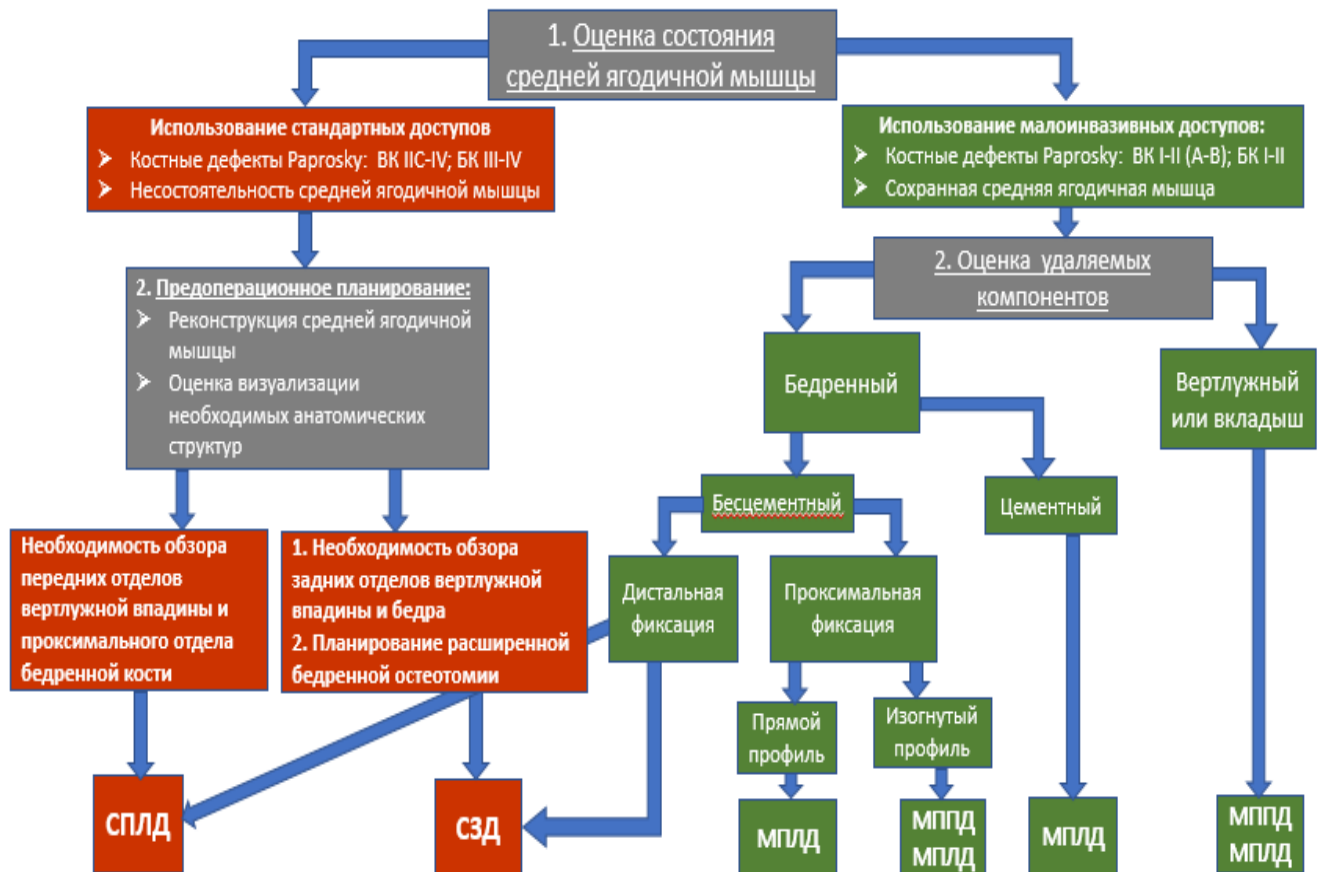 1. Оценка состояния
средней ягодичной мышцы
Использование стандартных доступов
➤ Костные дефекты Paprosky: ВК IIC-IV; БК III-IV
➤ Несостоятельность средней ягодичной мышцы
Использование малоинвазивных доступов:
➤ Костные дефекты Paprosky: ВК I-II (А-В); БК I-II
➤ Сохранная средняя ягодичная мышца
2. Предоперационное планирование:
➤ Реконструкция средней ягодичной
мышцы
➤ Оценка визуализации
необходимых анатомических
структур
2. Оценка удаляемых
компонентов
Бедренный
Вертлужный
или вкладыш
Бесцементный
Цементный
Необходимость обзора
передних отделов
вертлужной впадины и
проксимального отдела
бедренной кости
1. Необходимость обзора
задних отделов вертлужной
впадины и бедра
2. Планирование расширенной
бедренной остеотомии
Дистальная
фиксация
Проксимальная
фиксация
Прямой
профиль
Изогнутый
профиль
СПЛД
СЗД
МПЛД
МППД
МПЛД
МПЛД
МППД
МПЛД